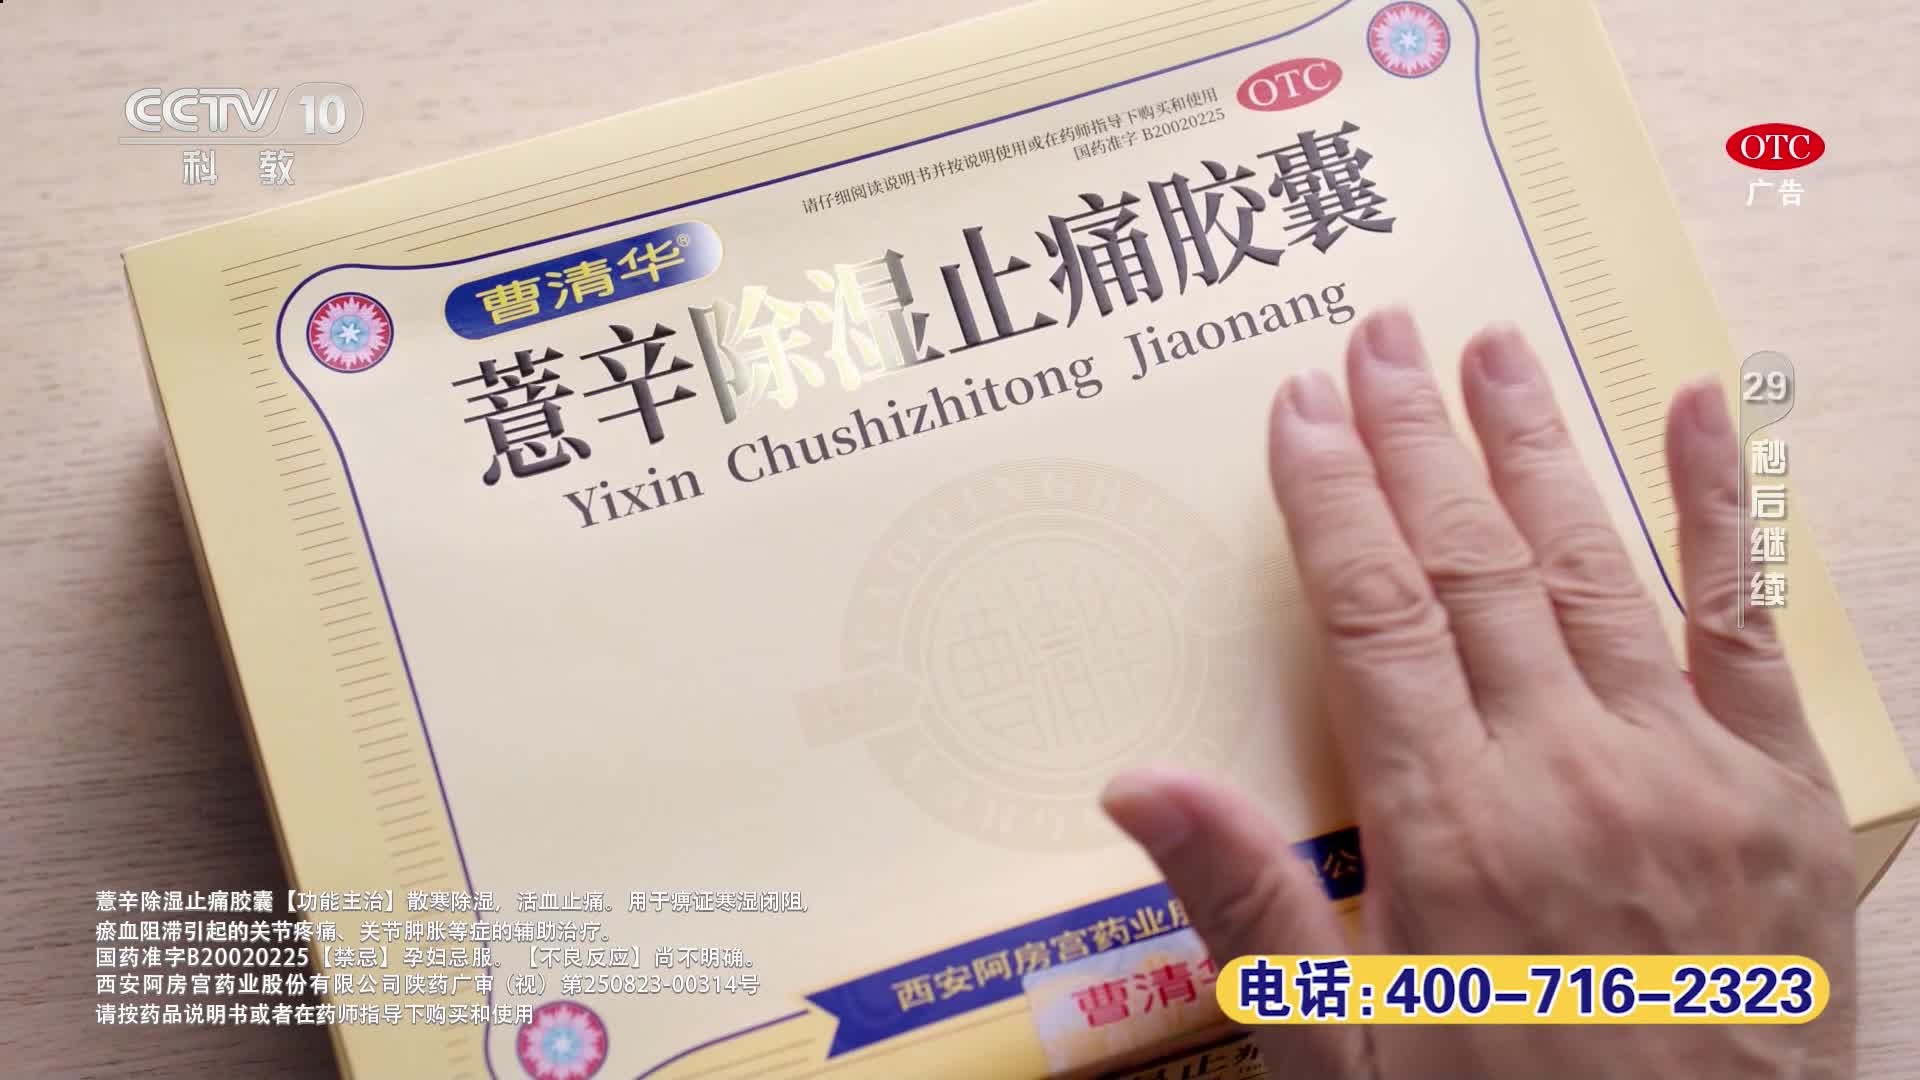 CCTV 10
科教
OTC
广告
29
秒后继续
OTC
请仔细阅读说明书并按说明使用或在药师指导下购买和使用
国药准字 B20020225
曹清华®
薏辛除湿止痛胶囊
Yixin Chushizhitong Jiaonang
西安阿房宫药业股
公
曹清华
薏辛除湿止痛胶囊【功能主治】散寒除湿，活血止痛。用于痹证寒湿闭阻，
瘀血阻滞引起的关节疼痛、关节肿胀等症的辅助治疗。
国药准字B20020225【禁忌】孕妇忌服。【不良反应】尚不明确。
西安阿房宫药业股份有限公司陕药广审（视）第250823-00314号
请按药品说明书或者在药师指导下购买和使用
电话:400-716-2323